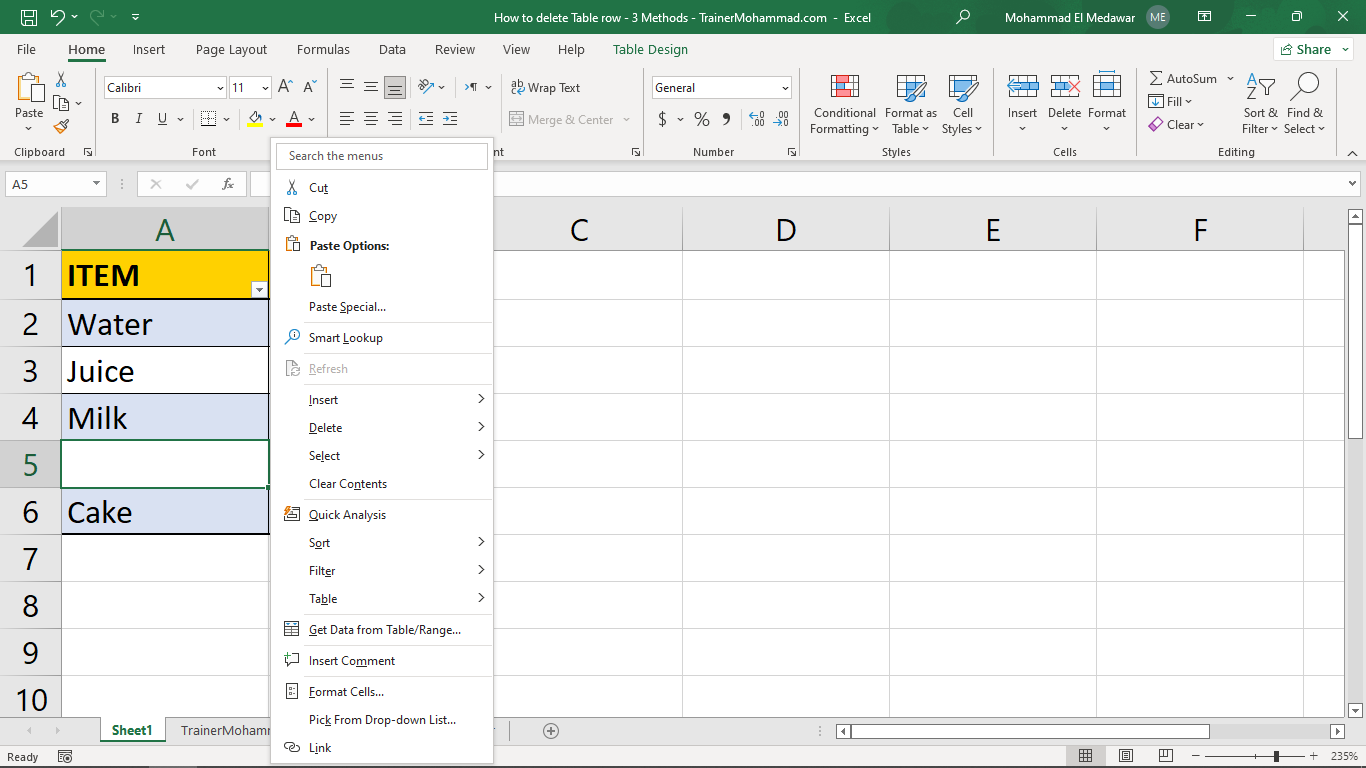 How to delete Table row - 3 Methods - TrainerMohammad.com - Excel
Mohammad El Medawar ME
File Home Insert Page Layout Formulas Data Review View Help Table Design Share
Paste
Clipboard
Calibri 11
B I U
Font
Wrap Text
Merge & Center
nt
General
$ % 9
Number
Conditional Formatting
Format as Table
Cell Styles
Styles
Insert Delete Format
Cells
AutoSum
Fill
Clear
Sort & Filter
Find & Select
Editing
A5
fx
A C D E F
1 ITEM
2 Water
3 Juice
4 Milk
5
6 Cake
7
8
9
10
Search the menus
Cut
Copy
Paste Options:
Paste Special...
Smart Lookup
Refresh
Insert
Delete
Select
Clear Contents
Quick Analysis
Sort
Filter
Table
Get Data from Table/Range...
Insert Comment
Format Cells...
Pick From Drop-down List...
Link
Sheet1 TrainerMohamm
Ready
235%